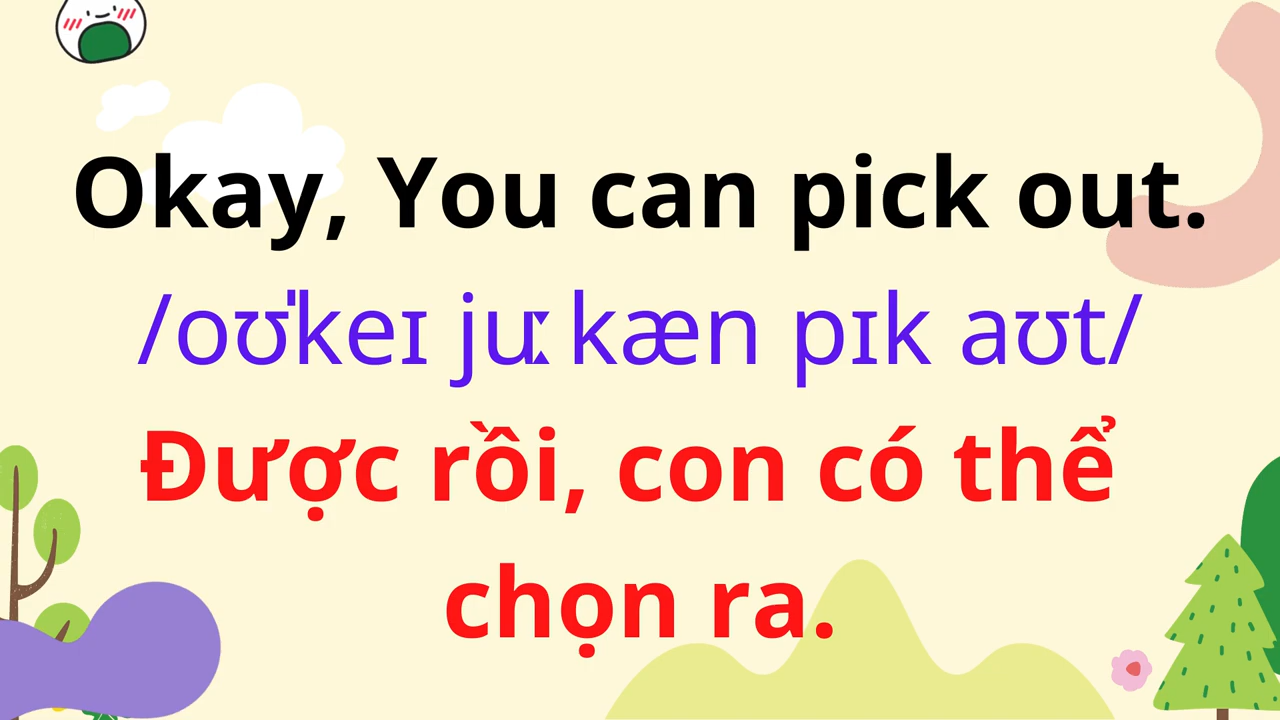 Okay, You can pick out.
/oʊˈkeɪ juː kæn pɪk aʊt/
Được rồi, con có thể
chọn ra.